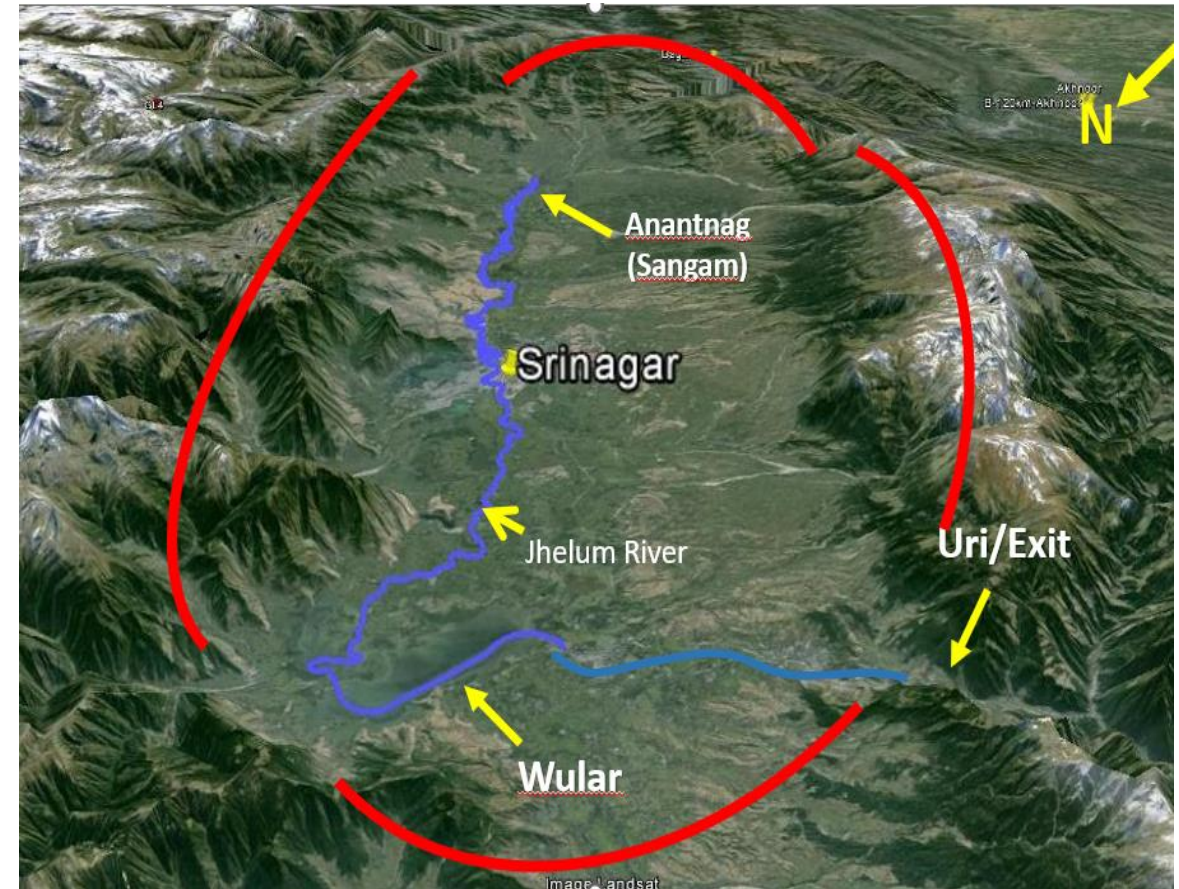 Akhnoor
N
Anantnag
(Sangam)
Srinagar
Jhelum River
Uri/Exit
Wular
Image Landsat